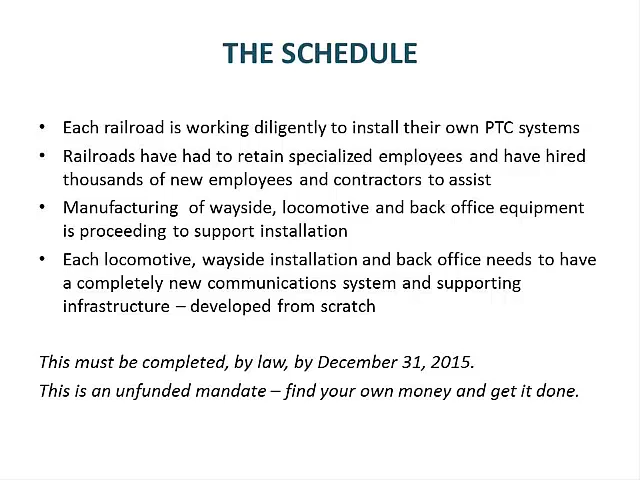 THE SCHEDULE
• Each railroad is working diligently to install their own PTC systems
• Railroads have had to retain specialized employees and have hired
thousands of new employees and contractors to assist
• Manufacturing of wayside, locomotive and back office equipment
is proceeding to support installation
• Each locomotive, wayside installation and back office needs to have
a completely new communications system and supporting
infrastructure – developed from scratch
This must be completed, by law, by December 31, 2015.
This is an unfunded mandate – find your own money and get it done.